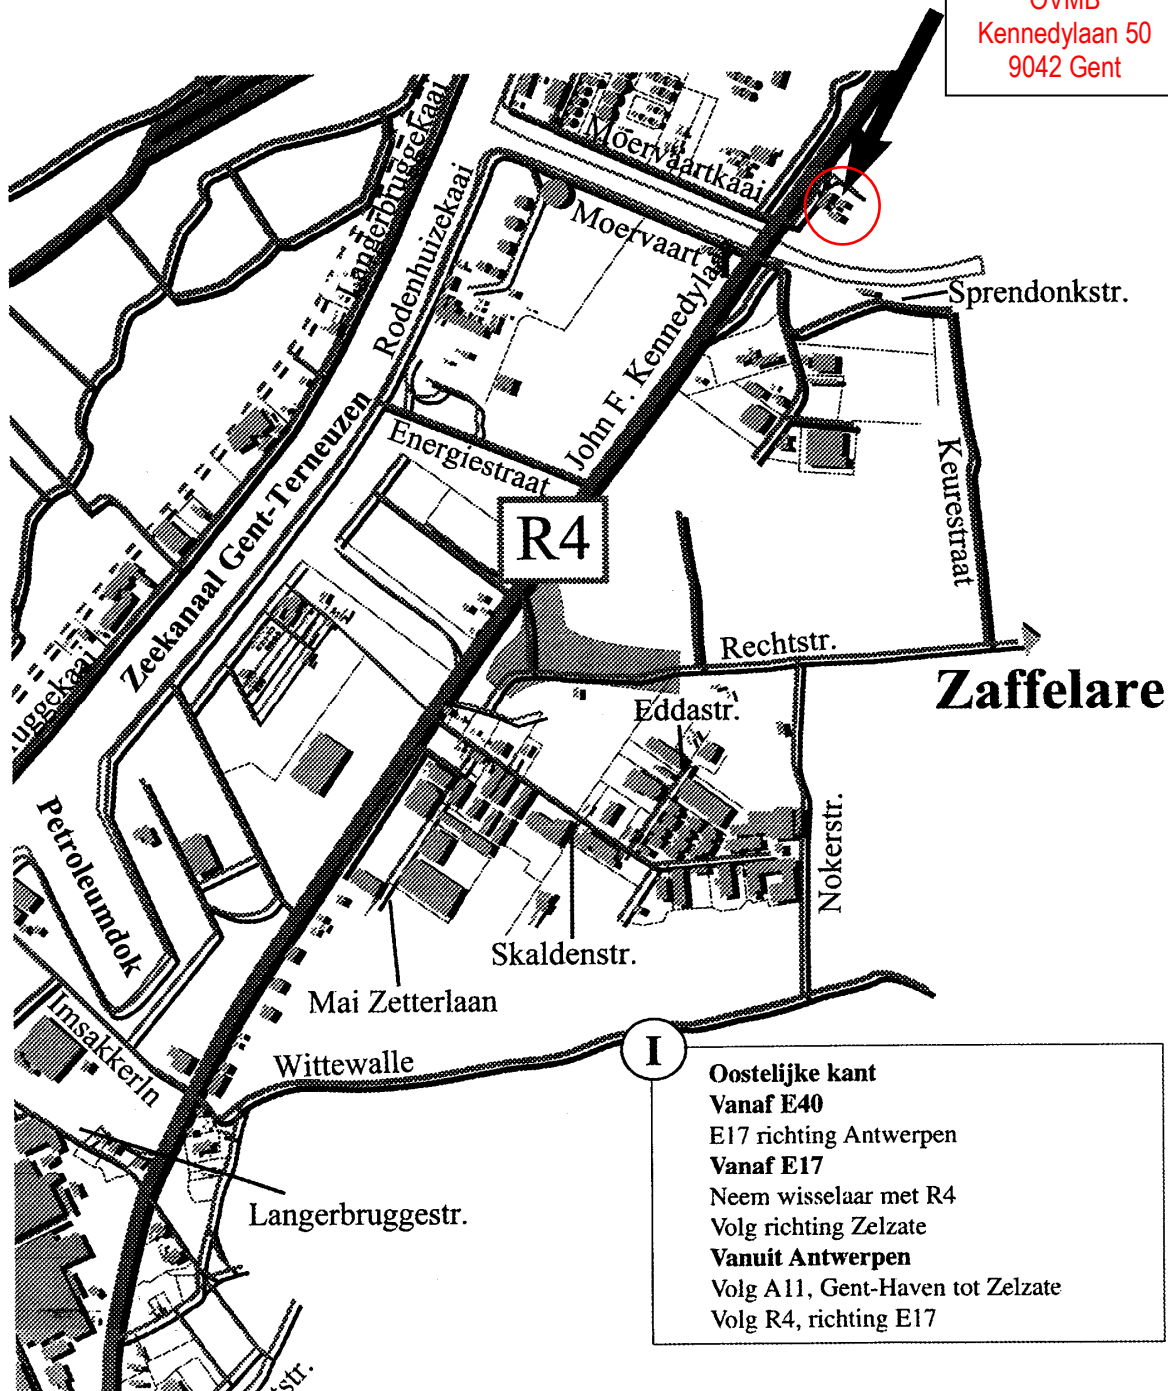 OVMB
Kennedylaan 50
9042 Gent
Moervaartkaai
Langerbruggekaai
Rodenhuizekaai
Moervaart
Sprendonkstr.
John F. Kennedylaan
Energiestraat
Zeekanaal Gent-Terneuzen
Keurestraat
R4
Rechtstr.
Zaffelare
ruggekaai
Eddastr.
Petroleumdok
Nokerstr.
Skaldenstr.
Mai Zetterlaan
Imsakkerln
Wittewalle
Langerbruggestr.
tstr.
I
Oostelijke kant
Vanaf E40
E17 richting Antwerpen
Vanaf E17
Neem wisselaar met R4
Volg richting Zelzate
Vanuit Antwerpen
Volg A11, Gent-Haven tot Zelzate
Volg R4, richting E17